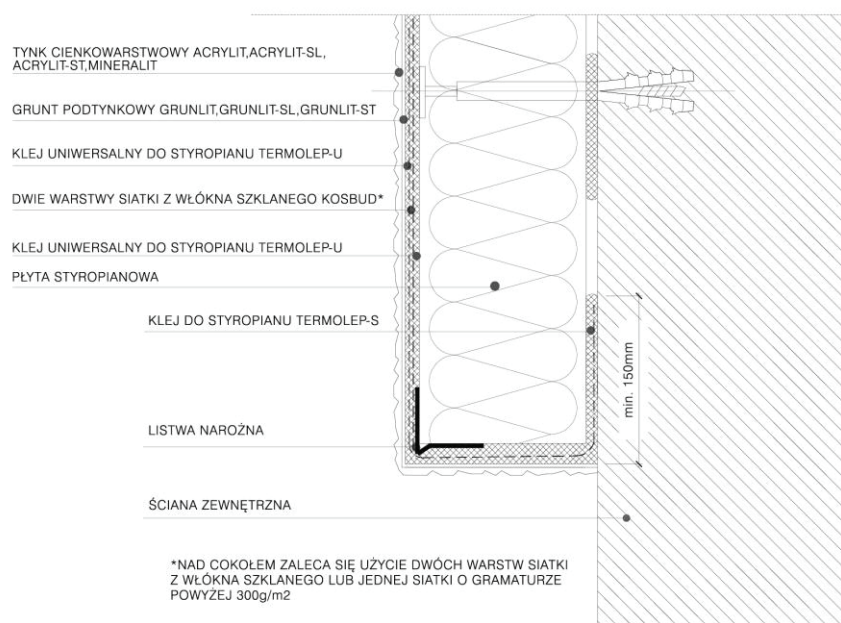 TYNK CIENKOWARSTWOWY ACRYLIT,ACRYLIT-SL,
ACRYLIT-ST,MINERALIT
GRUNT PODTYNKOWY GRUNLIT,GRUNLIT-SL,GRUNLIT-ST
KLEJ UNIWERSALNY DO STYROPIANU TERMOLEP-U
DWIE WARSTWY SIATKI Z WŁÓKNA SZKLANEGO KOSBUD*
KLEJ UNIWERSALNY DO STYROPIANU TERMOLEP-U
PŁYTA STYROPIANOWA
KLEJ DO STYROPIANU TERMOLEP-S
min. 150mm
LISTWA NAROŻNA
ŚCIANA ZEWNĘTRZNA
*NAD COKOŁEM ZALECA SIĘ UŻYCIE DWÓCH WARSTW SIATKI
Z WŁÓKNA SZKLANEGO LUB JEDNEJ SIATKI O GRAMATURZE
POWYŻEJ 300g/m2